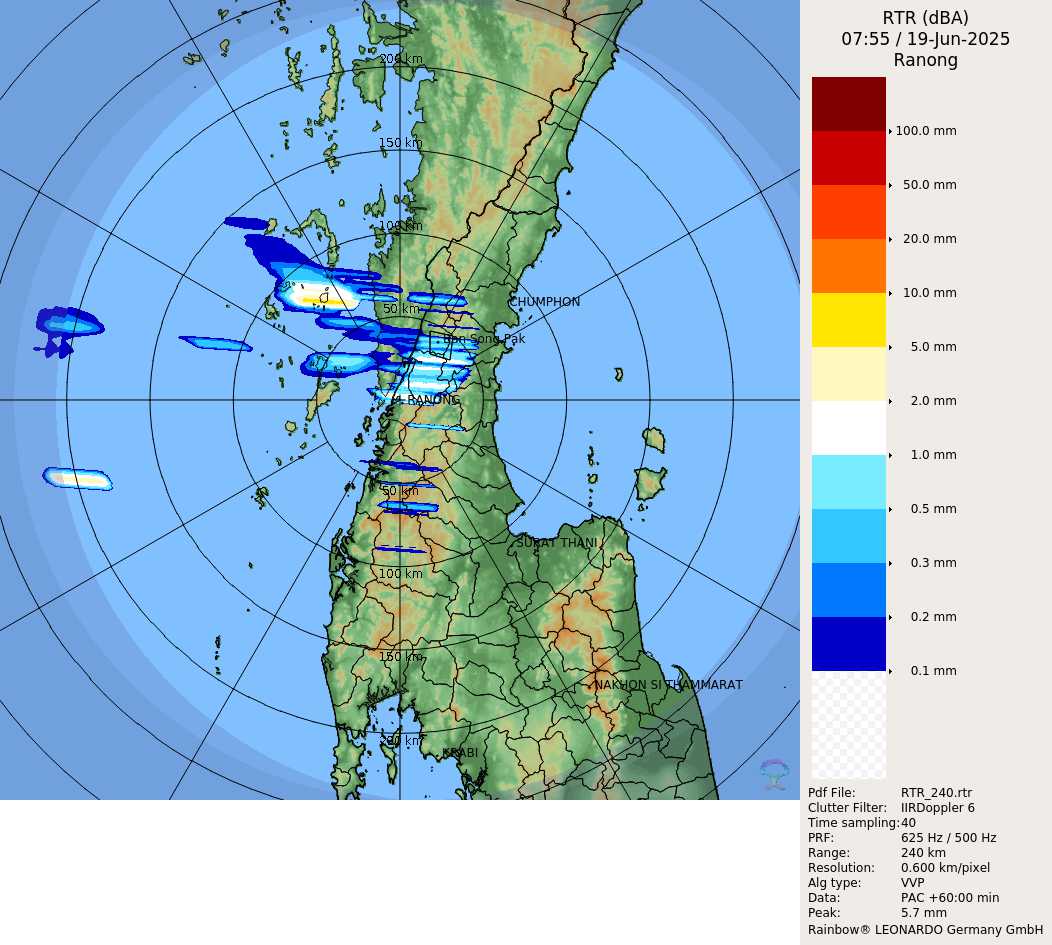 RTR (dBA)
07:55 / 19-Jun-2025
Ranong
100.0 mm
50.0 mm
20.0 mm
10.0 mm
5.0 mm
2.0 mm
1.0 mm
0.5 mm
0.3 mm
0.2 mm
0.1 mm
Pdf File: RTR_240.rtr
Clutter Filter: IIRDoppler 6
Time sampling:40
PRF: 625 Hz / 500 Hz
Range: 240 km
Resolution: 0.600 km/pixel
Alg type: VVP
Data: PAC +60:00 min
Peak: 5.7 mm
Rainbow® LEONARDO Germany GmbH
200 km
150 km
100 km
CHUMPHON
50 km
Ban Song Pak
RANONG
50 km
SURAT THANI
100 km
150 km
NAKHON SI THAMMARAT
200 km
KRABI